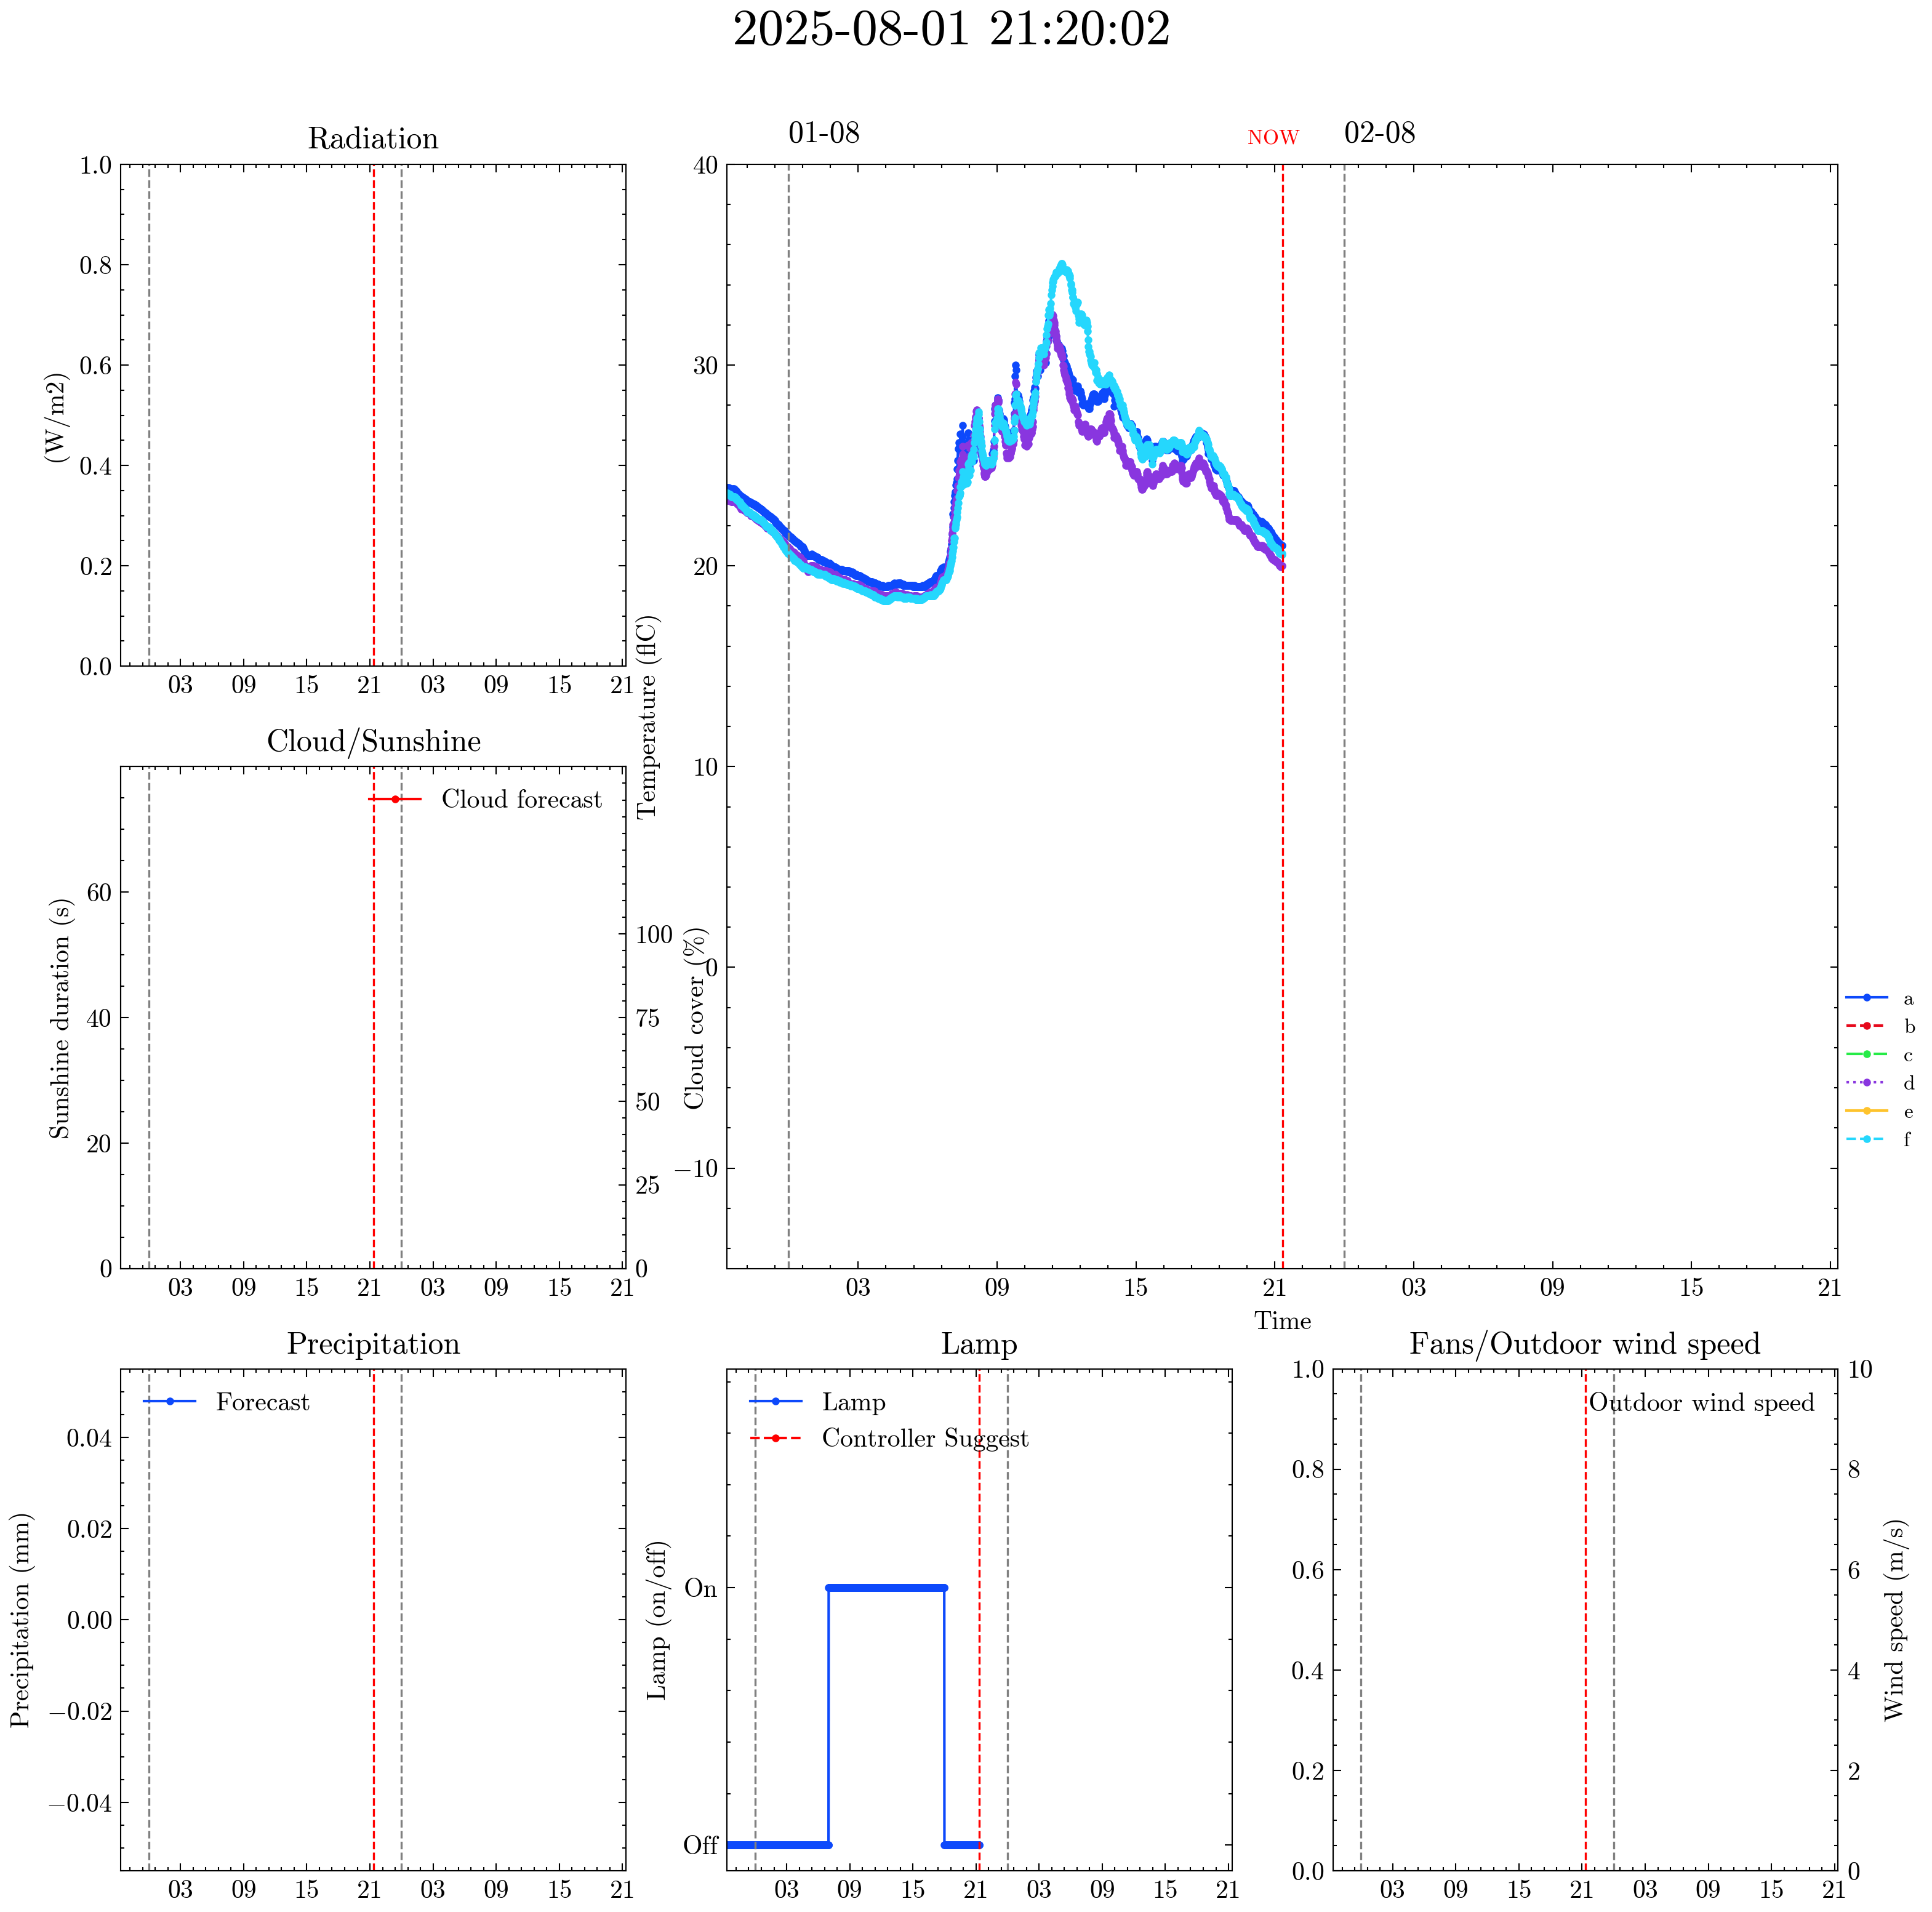 2025-08-01 21:20:02
Radiation
1.0
0.8
0.6
0.4
0.2
0.0
(W/m2)
03 09 15 21 03 09 15 21
01-08 NOW 02-08
40
30
20
10
0
−10
Temperature (flC)
03 09 15 21 03 09 15 21
Time
a
b
c
d
e
f
Cloud/Sunshine
Cloud forecast
60
40
20
0
Sunshine duration (s)
100
75
50
25
0
Cloud cover (%)
03 09 15 21 03 09 15 21
Precipitation
Forecast
0.04
0.02
0.00
−0.02
−0.04
Precipitation (mm)
03 09 15 21 03 09 15 21
Lamp
Lamp
Controller Suggest
On
Off
Lamp (on/off)
03 09 15 21 03 09 15 21
Fans/Outdoor wind speed
Outdoor wind speed
1.0
0.8
0.6
0.4
0.2
0.0
10
8
6
4
2
0
Wind speed (m/s)
03 09 15 21 03 09 15 21